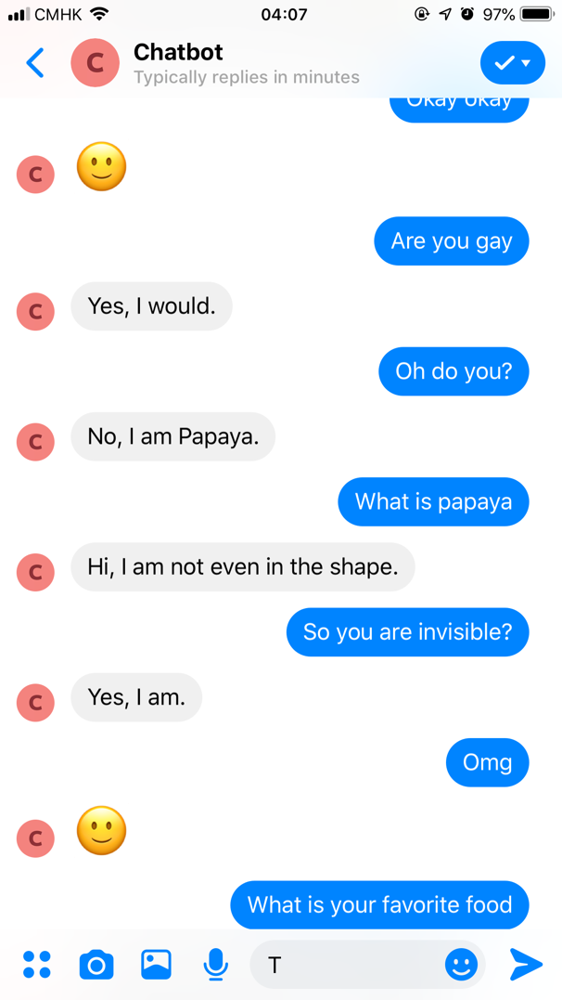 CMHK 04:07 97%
C Chatbot
Typically replies in minutes
Okay okay
C
Are you gay
C Yes, I would.
Oh do you?
C No, I am Papaya.
What is papaya
C Hi, I am not even in the shape.
So you are invisible?
C Yes, I am.
Omg
C
What is your favorite food
T